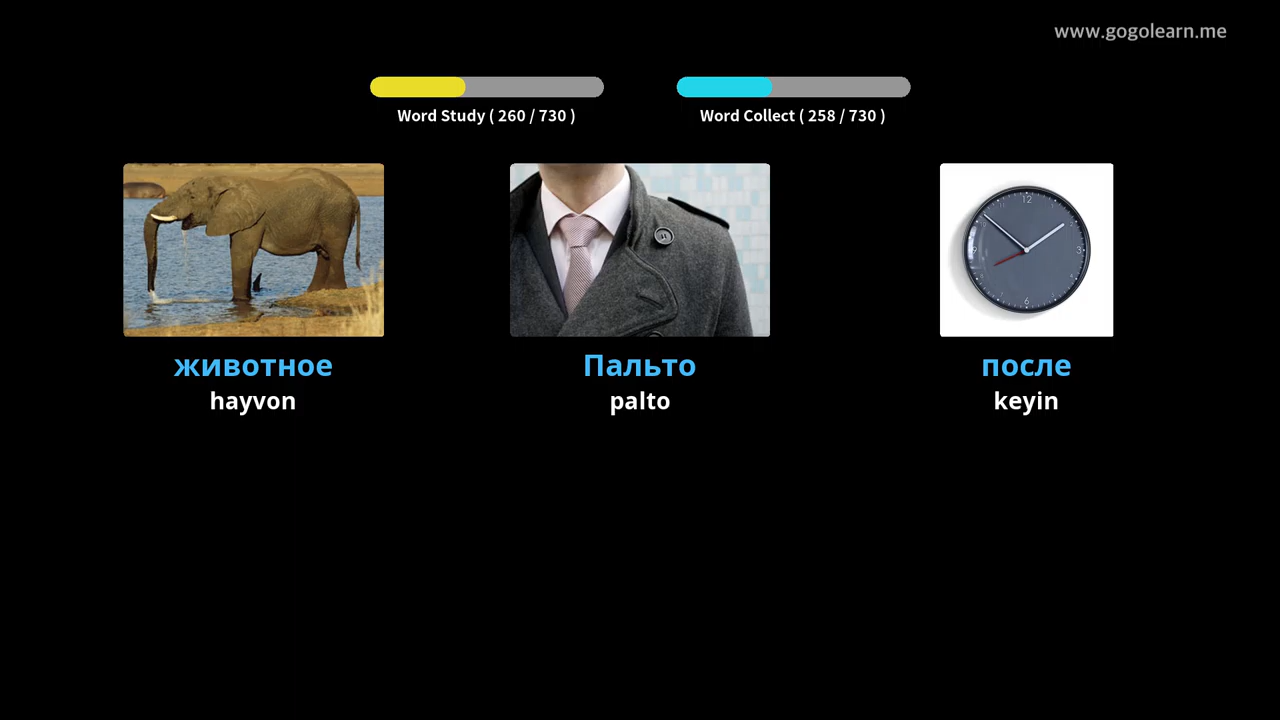 www.gogolearn.me
Word Study ( 260 / 730 )
Word Collect ( 258 / 730 )
животное
hayvon
Пальто
palto
после
keyin